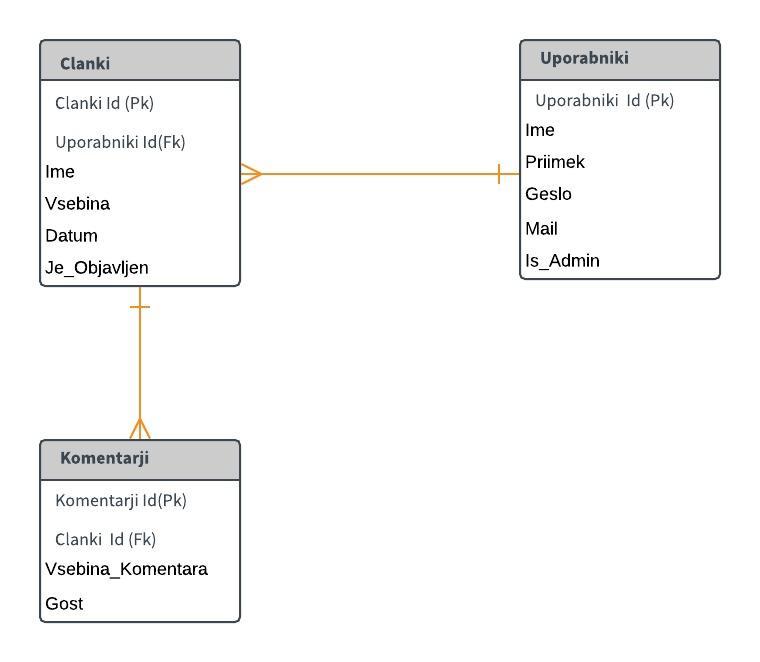 Clanki
Clanki Id (Pk)
Uporabniki Id(Fk)
Ime
Vsebina
Datum
Je_Objavljen
Uporabniki
Uporabniki Id (Pk)
Ime
Priimek
Geslo
Mail
Is_Admin
Komentarji
Komentarji Id(Pk)
Clanki Id (Fk)
Vsebina_Komentara
Gost